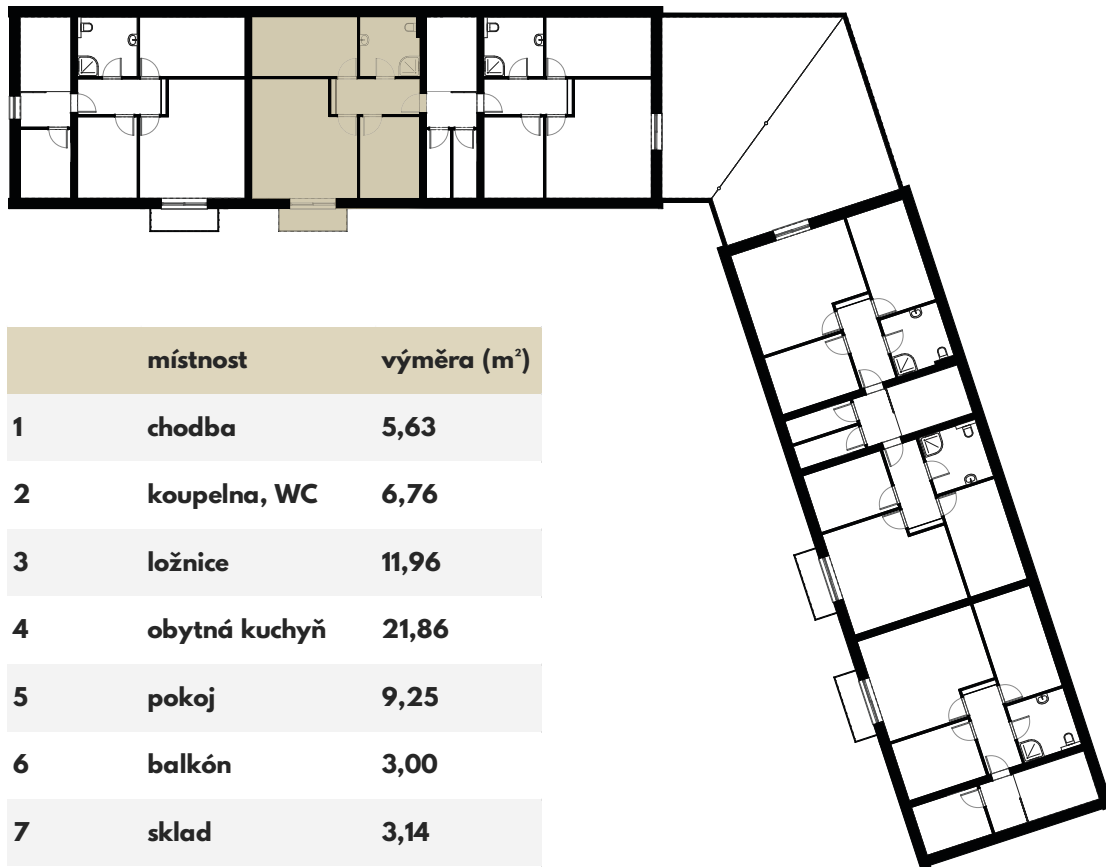 místnost výměra (m²)
1 chodba 5,63
2 koupelna, WC 6,76
3 ložnice 11,96
4 obytná kuchyň 21,86
5 pokoj 9,25
6 balkón 3,00
7 sklad 3,14